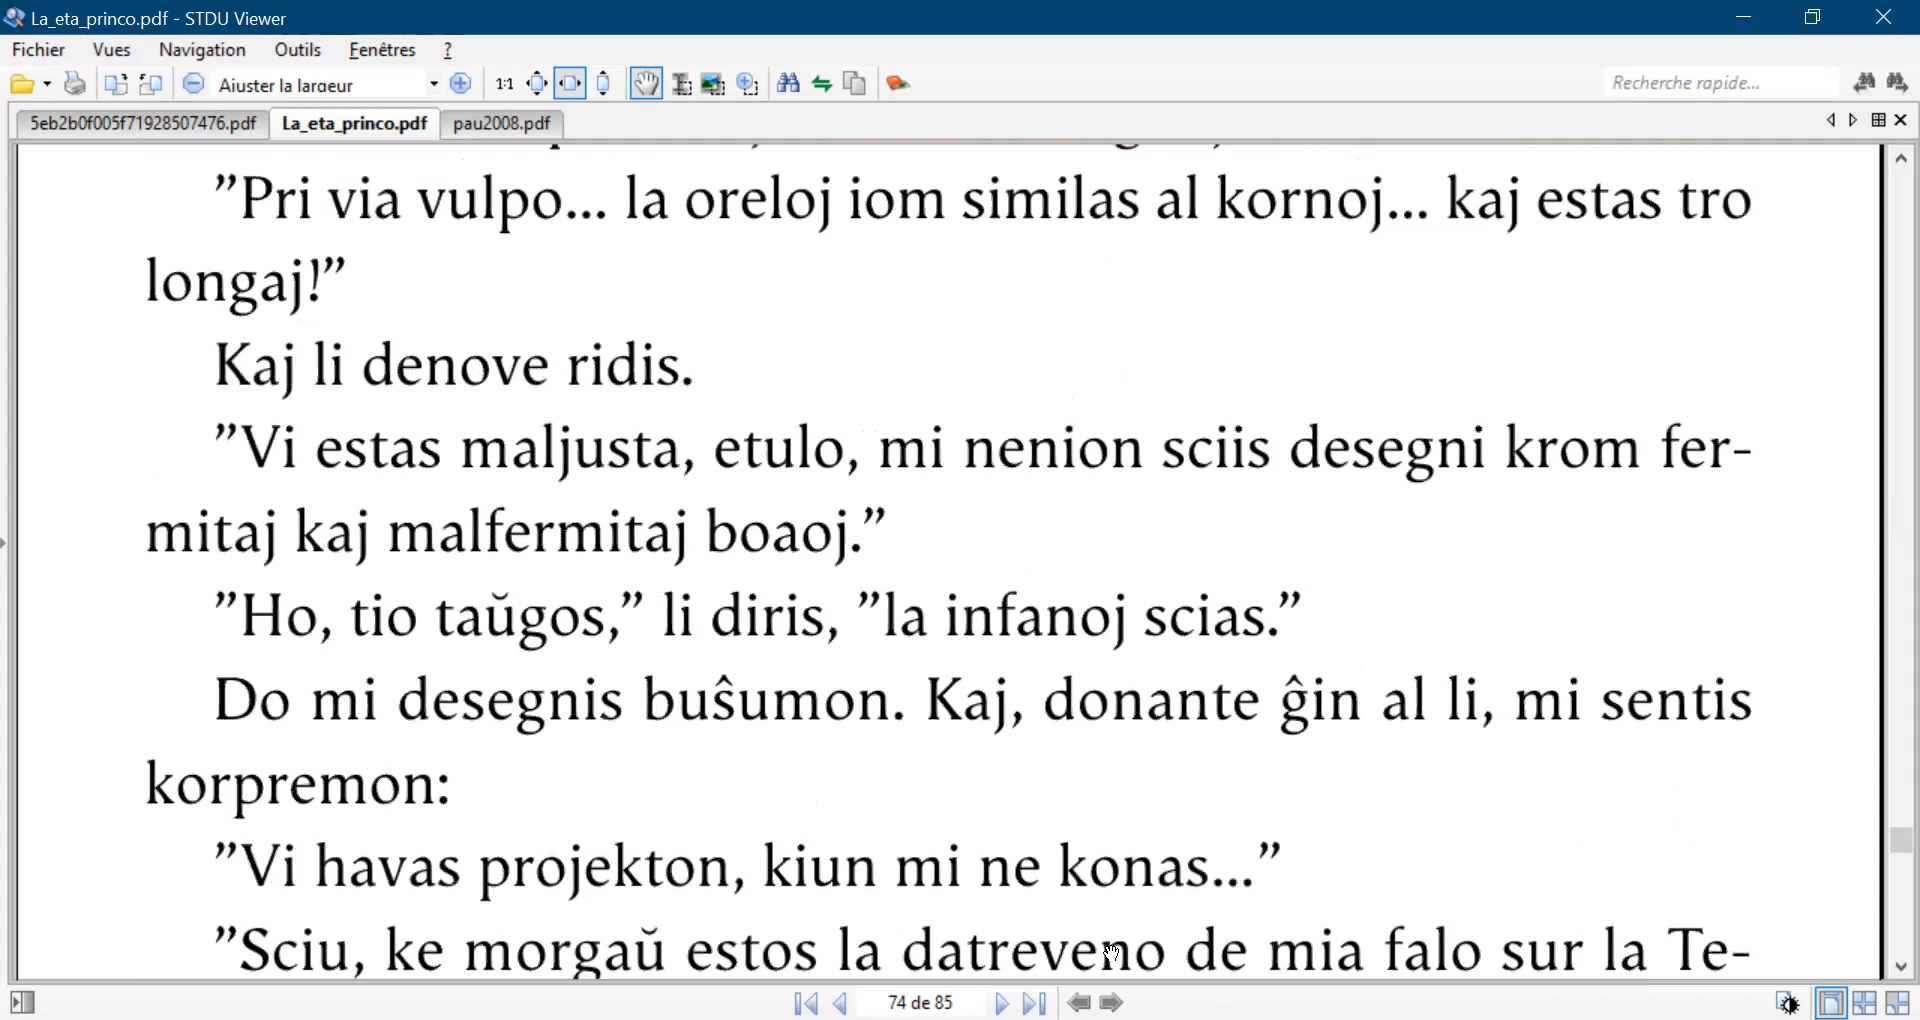 La_eta_princo.pdf - STDU Viewer
Fichier Vues Navigation Outils Fenêtres ?
Ajuster la largeur 1:1 Recherche rapide...
5eb2b0f005f71928507476.pdf La_eta_princo.pdf pau2008.pdf
”Pri via vulpo... la oreloj iom similas al kornoj... kaj estas tro
longaj!”
Kaj li denove ridis.
”Vi estas maljusta, etulo, mi nenion sciis desegni krom fer-
mitaj kaj malfermitaj boaoj.”
”Ho, tio taŭgos,” li diris, ”la infanoj scias.”
Do mi desegnis buŝumon. Kaj, donante ĝin al li, mi sentis
korpremon:
”Vi havas projekton, kiun mi ne konas...”
”Sciu, ke morgaŭ estos la datreveno de mia falo sur la Te-
74 de 85